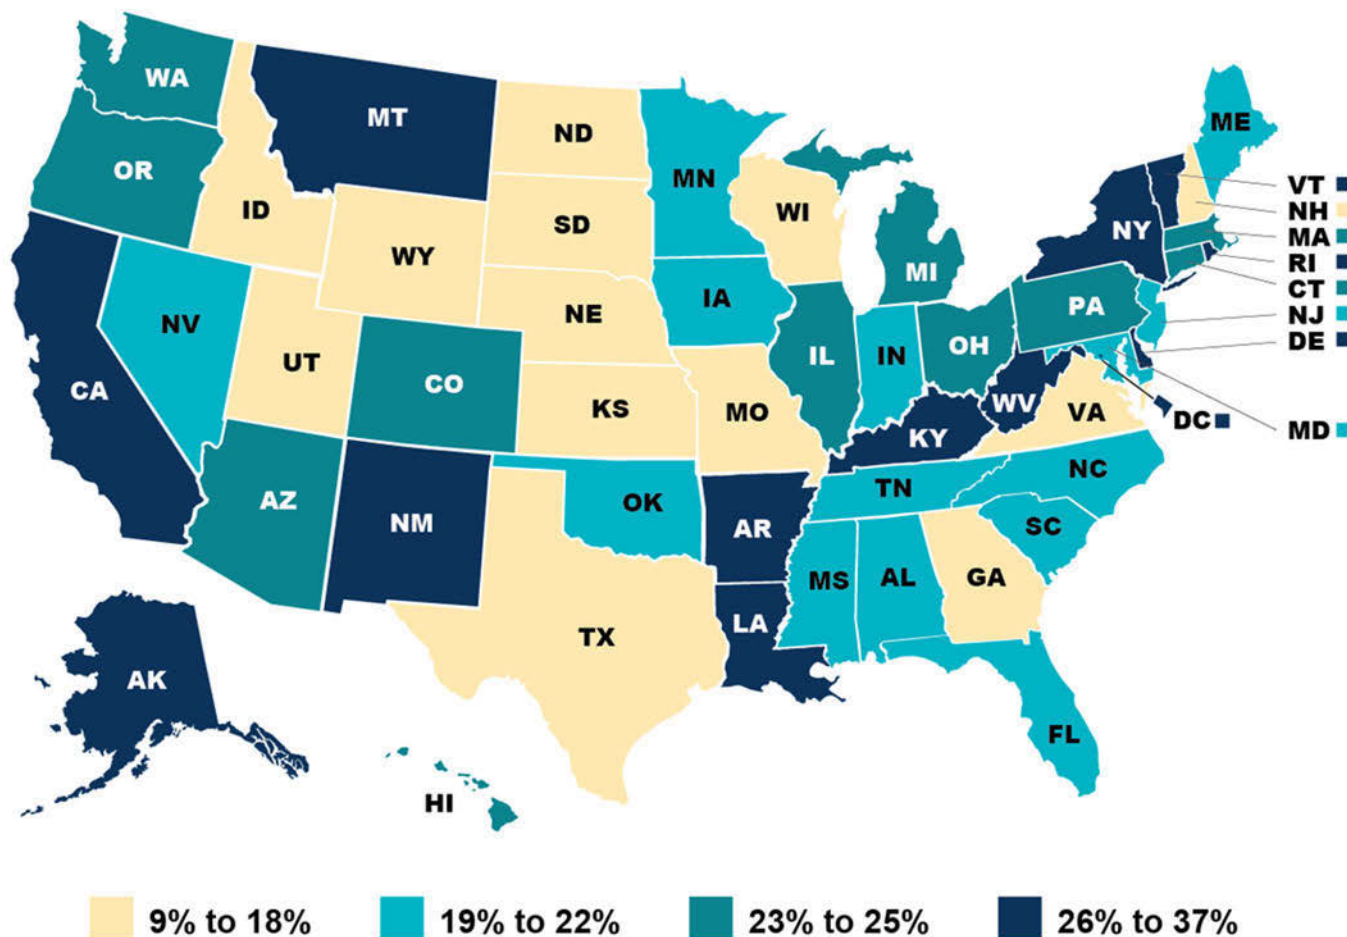 WA
MT
ND
MN
ME
OR
ID
SD
WI
VT
NH
WY
NY
MA
MI
RI
CT
NV
NE
IA
PA
NJ
UT
CO
IL
IN
OH
DE
CA
KS
MO
WV
VA
DC
MD
KY
AZ
NM
OK
AR
TN
NC
SC
MS
AL
GA
TX
LA
AK
FL
HI
9% to 18% 19% to 22% 23% to 25% 26% to 37%